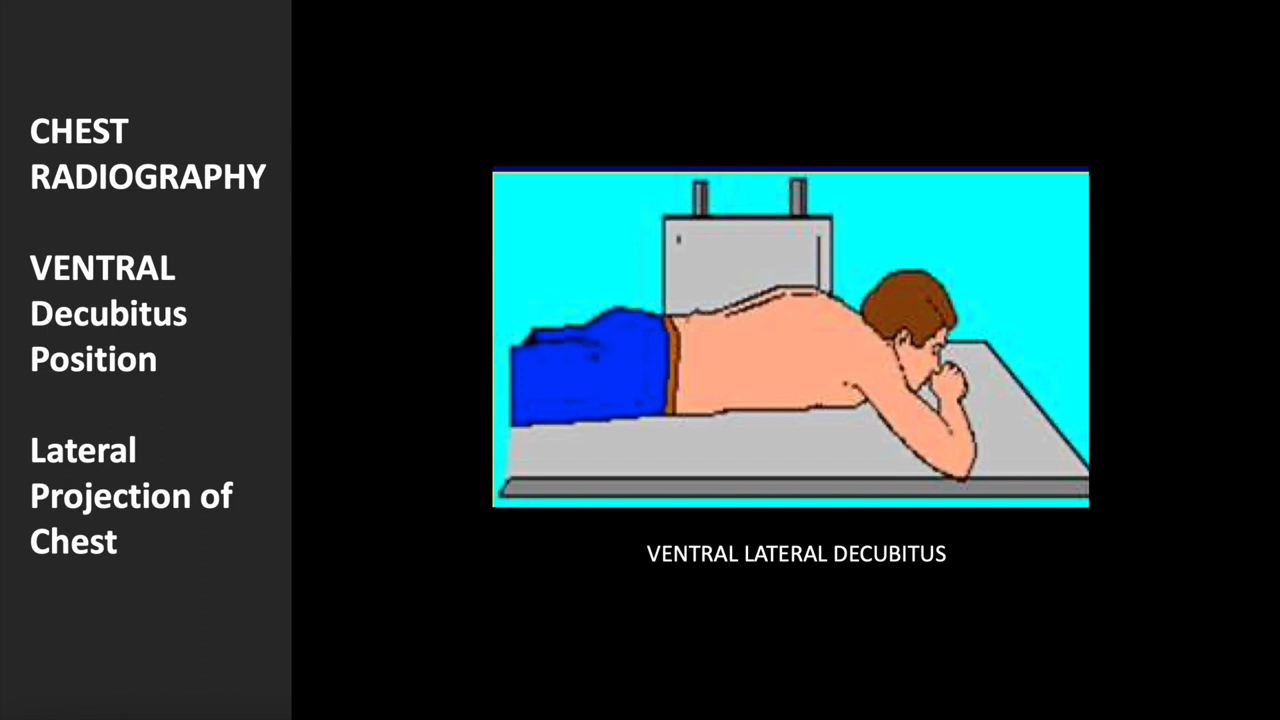 CHEST
RADIOGRAPHY
VENTRAL
Decubitus
Position
Lateral
Projection of
Chest
VENTRAL LATERAL DECUBITUS